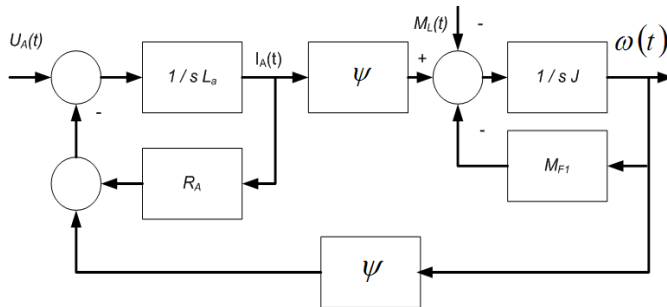 U_A(t)
M_L(t)
-
ω(t)
-
1 / s L_a
I_A(t)
ψ
+
1 / s J
-
R_A
M_F1
ψ